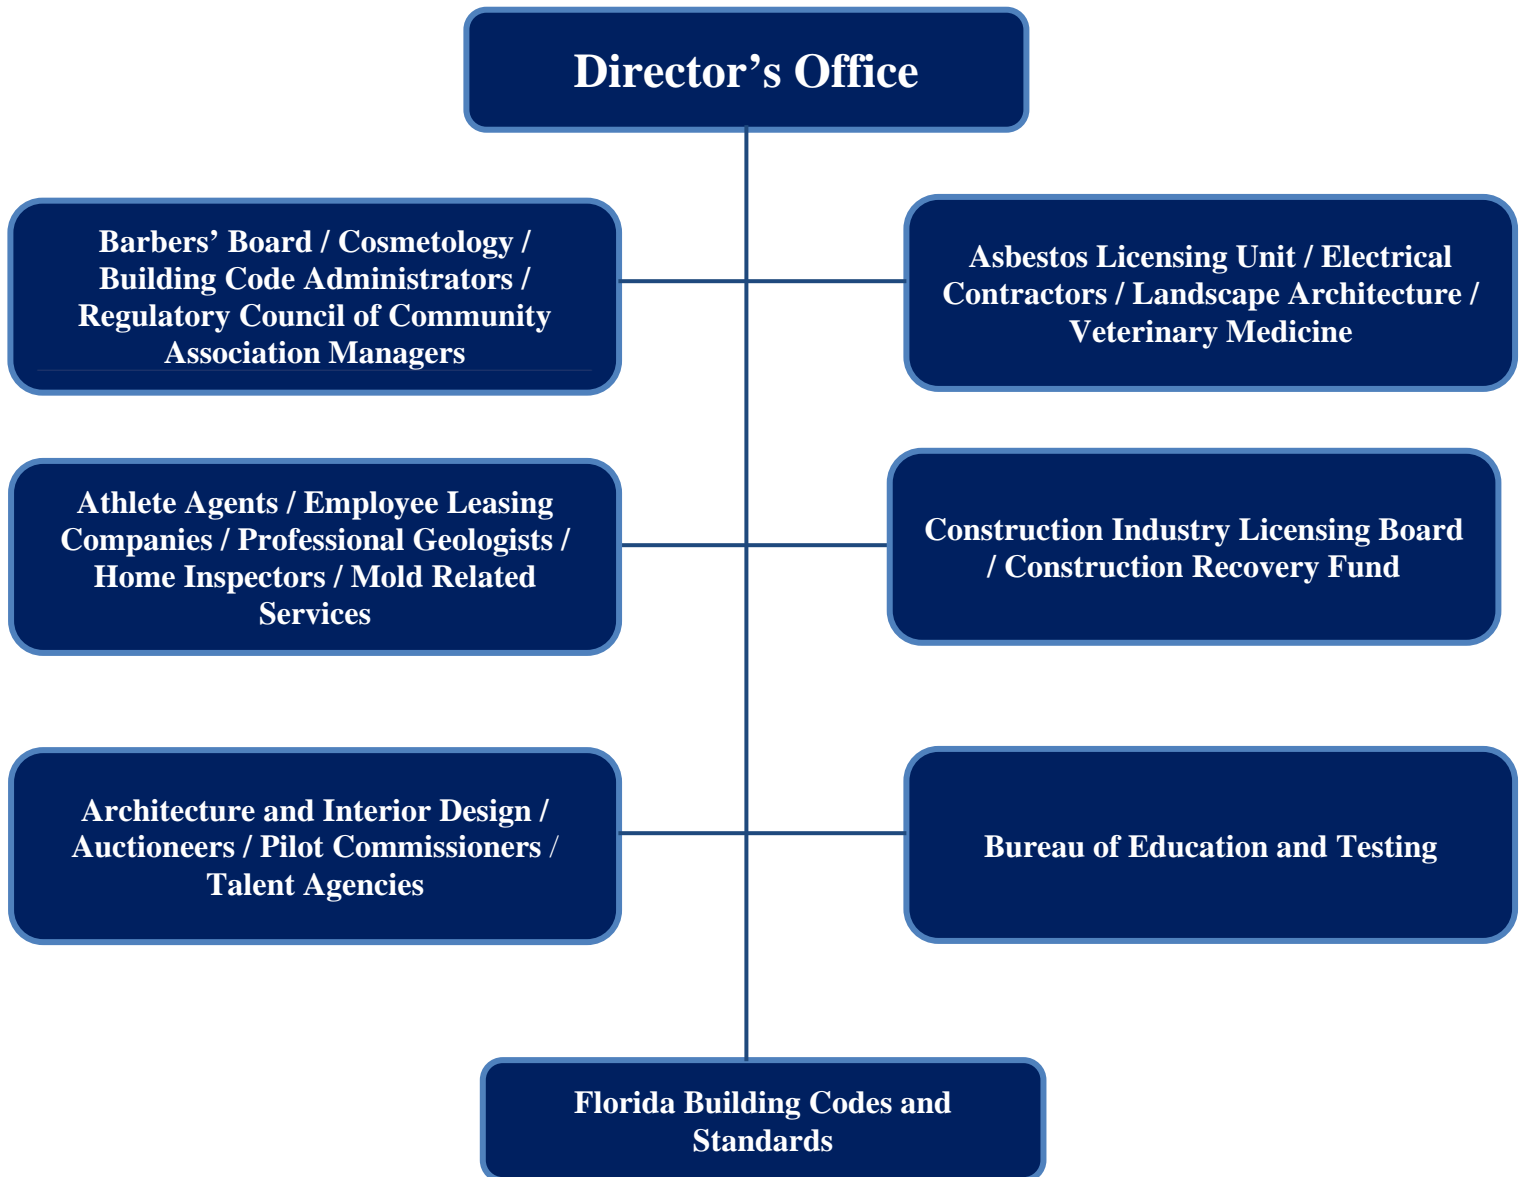 Director’s Office
Barbers’ Board / Cosmetology /
Building Code Administrators /
Regulatory Council of Community
Association Managers
Asbestos Licensing Unit / Electrical
Contractors / Landscape Architecture /
Veterinary Medicine
Athlete Agents / Employee Leasing
Companies / Professional Geologists /
Home Inspectors / Mold Related
Services
Construction Industry Licensing Board
/ Construction Recovery Fund
Architecture and Interior Design /
Auctioneers / Pilot Commissioners /
Talent Agencies
Bureau of Education and Testing
Florida Building Codes and
Standards